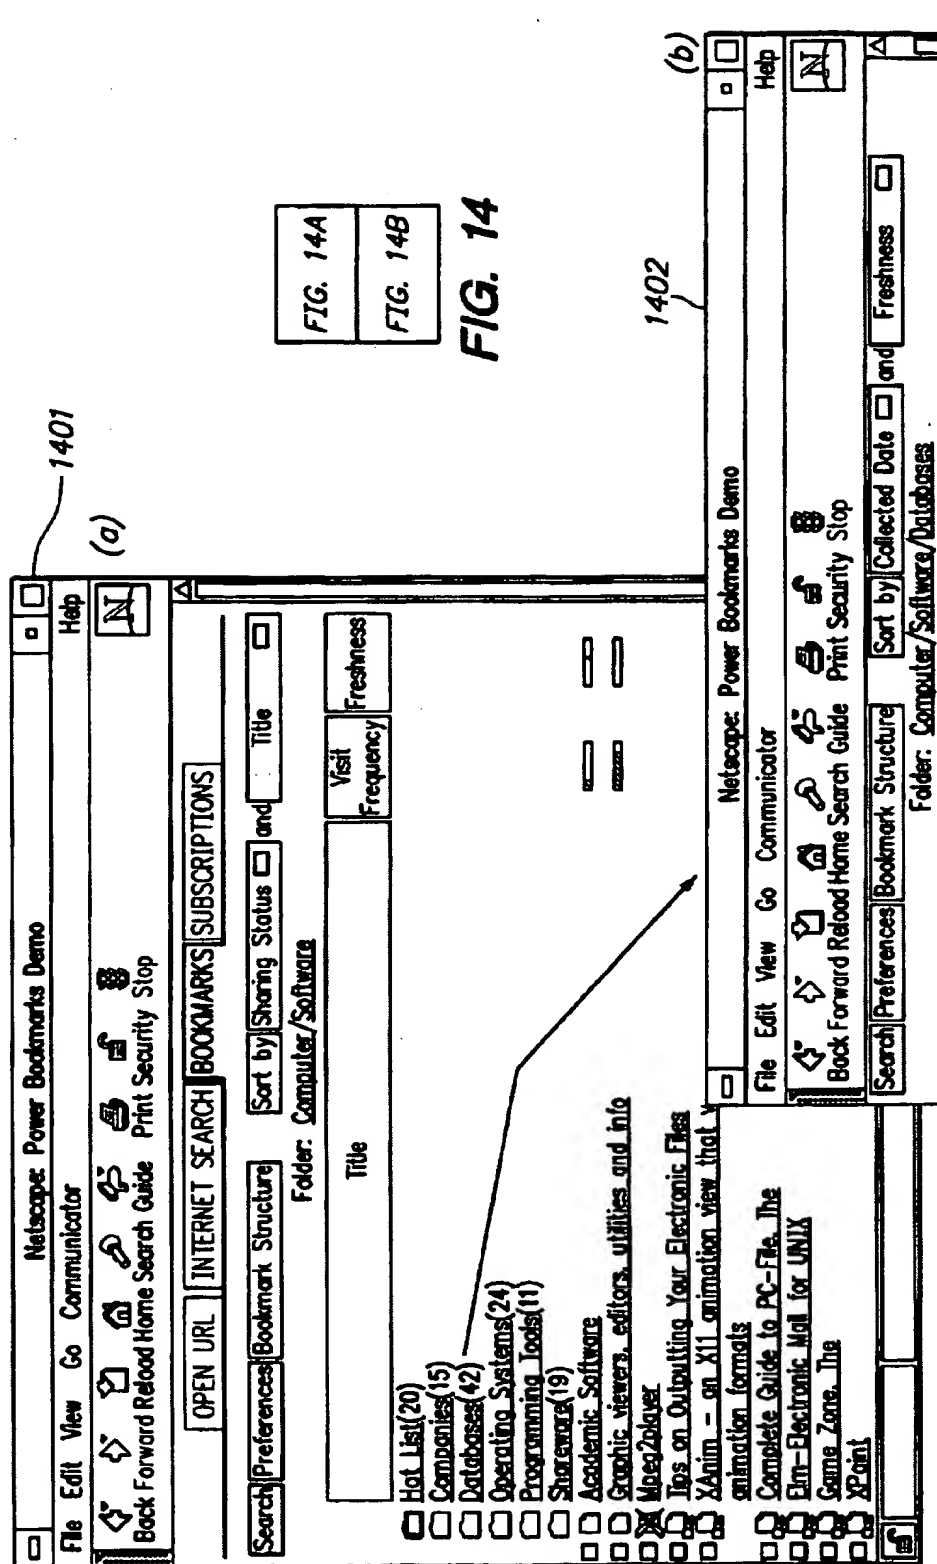 Netscape: Power Bookmarks Demo
1401
File Edit View Go Communicator Help
(a)
Back Forward Reload Home Search Guide Print Security Stop
N
OPEN URL INTERNET SEARCH BOOKMARKS SUBSCRIPTIONS
Search Preferences Bookmark Structure Sort by Sharing Status and Title
Folder: Computer/Software
Title Visit Frequency Freshness
Hot List(20)
Companies(15)
Databases(42)
Operating Systems(24)
Programming Tools(11)
Shareware(19)
Academic Software
Graphic viewers, editors, utilities and info
Mpeg2player
Tips on Outputting Your Electronic Files
XAnim - an X11 animation view that
animation formats
Complete Guide to PC-File, The
Elm-Electronic Mail for UNIX
Game Zone, The
XPaint
FIG. 14A
FIG. 14B
FIG. 14
1402
(b)
Netscape: Power Bookmarks Demo
File Edit View Go Communicator Help
Back Forward Reload Home Search Guide Print Security Stop
N
Search Preferences Bookmark Structure Sort by Collected Date and Freshness
Folder: Computer/Software/Databases